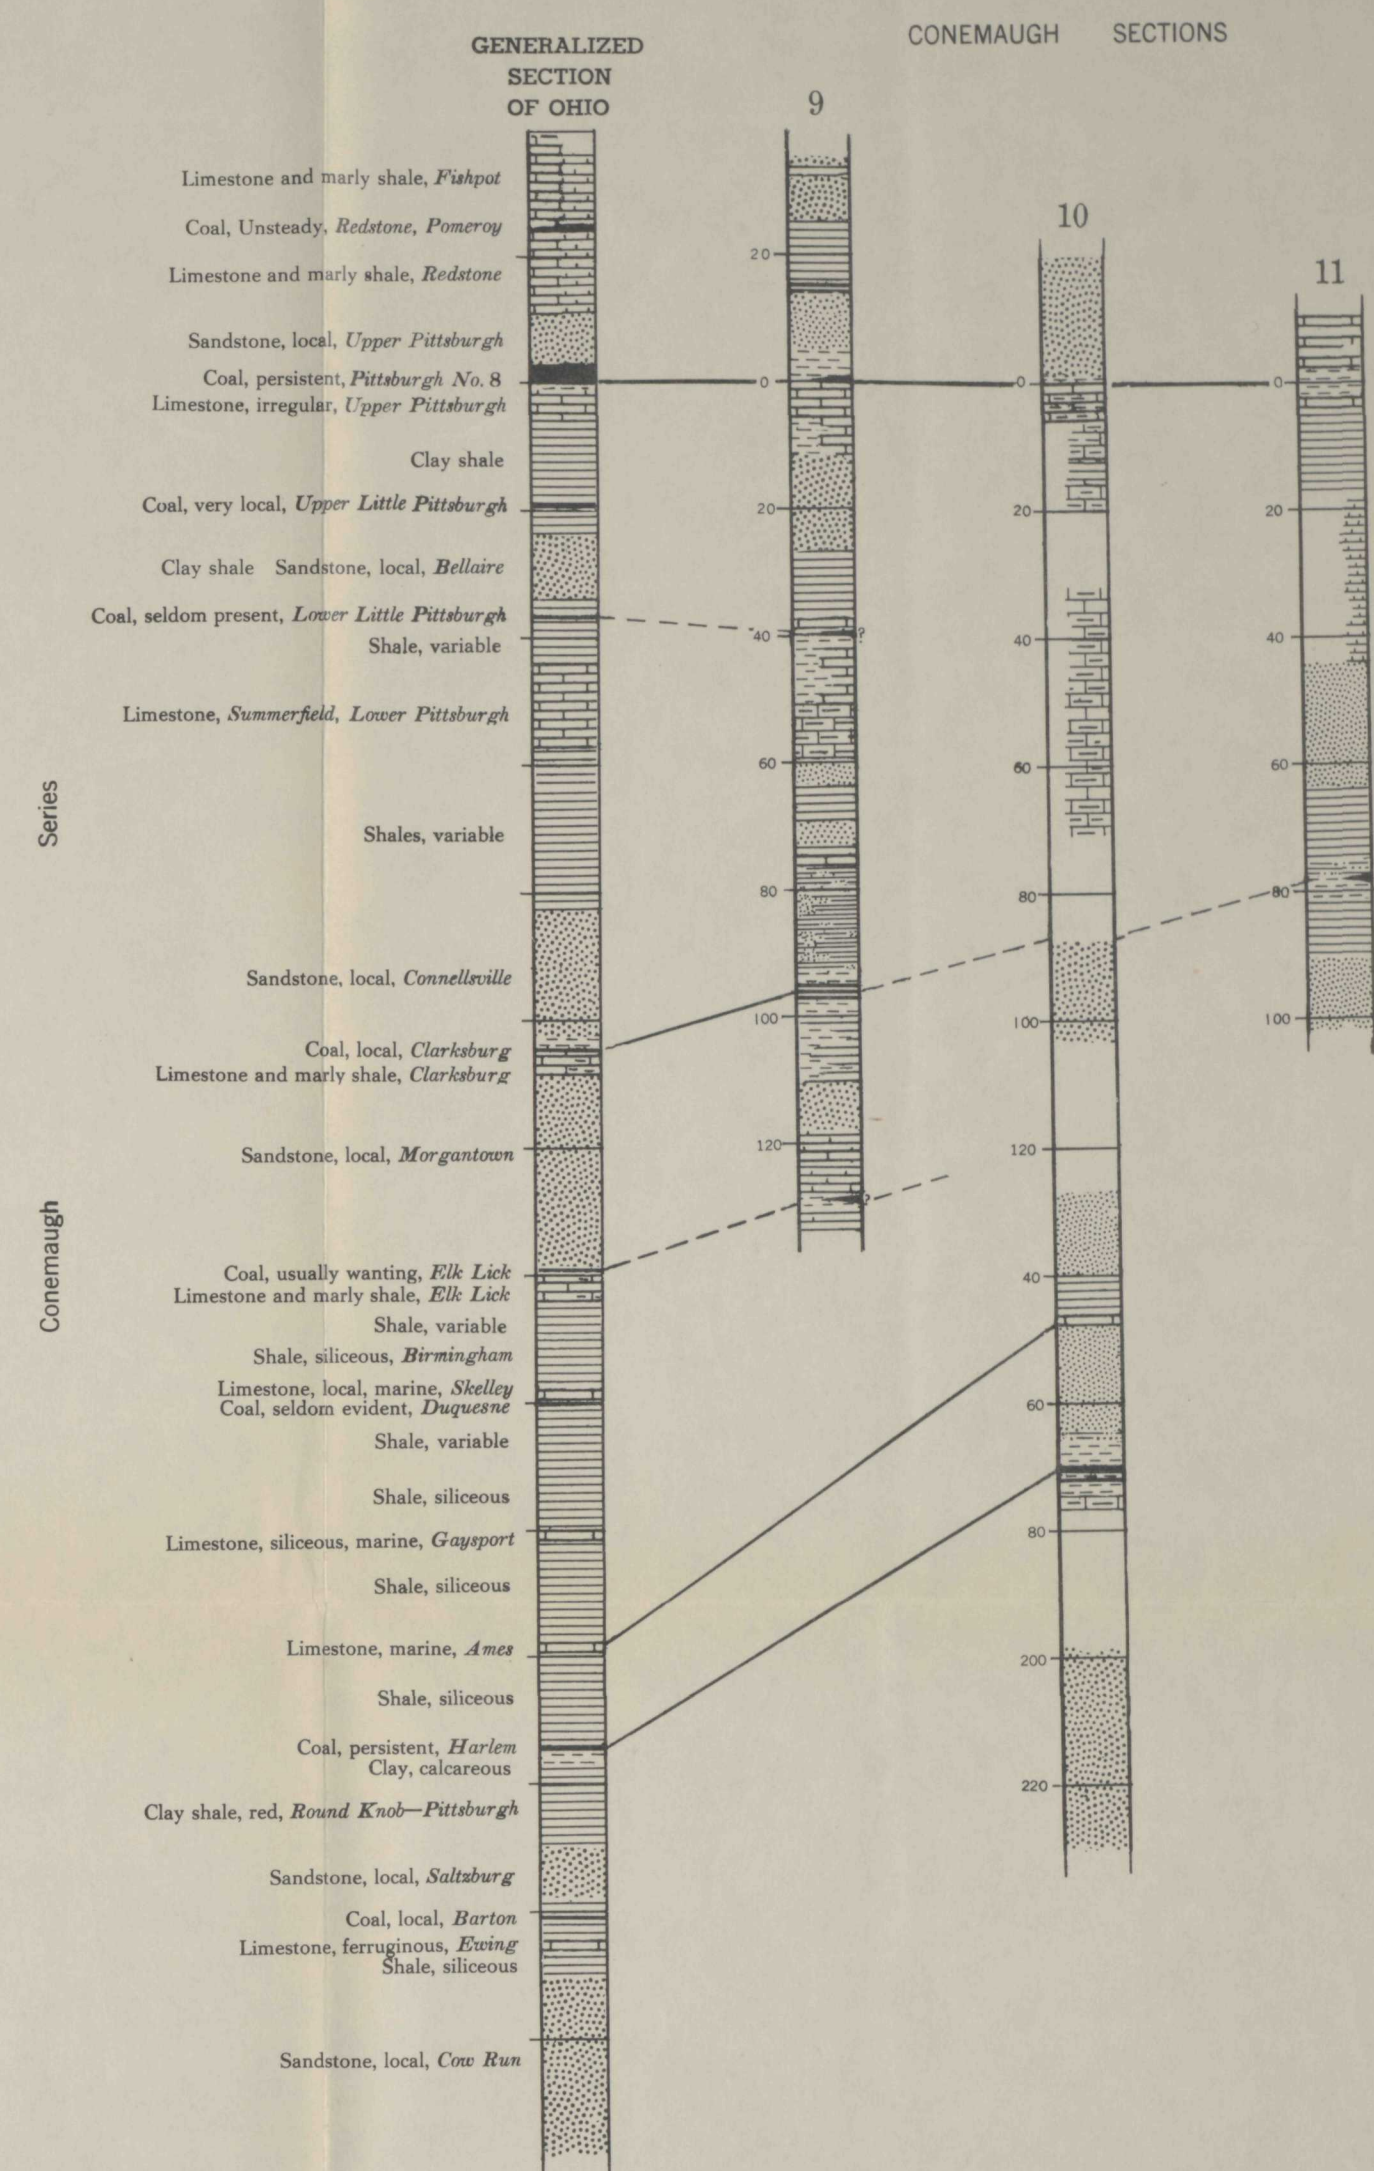 CONEMAUGH SECTIONS
GENERALIZED
SECTION
OF OHIO
Limestone and marly shale, Fishpot
Coal, Unsteady, Redstone, Pomeroy
Limestone and marly shale, Redstone
Sandstone, local, Upper Pittsburgh
Coal, persistent, Pittsburgh No. 8
Limestone, irregular, Upper Pittsburgh
Clay shale
Coal, very local, Upper Little Pittsburgh
Clay shale Sandstone, local, Bellaire
Coal, seldom present, Lower Little Pittsburgh
Shale, variable
Limestone, Summerfield, Lower Pittsburgh
Shales, variable
Sandstone, local, Connellsville
Coal, local, Clarksburg
Limestone and marly shale, Clarksburg
Sandstone, local, Morgantown
Coal, usually wanting, Elk Lick
Limestone and marly shale, Elk Lick
Shale, variable
Shale, siliceous, Birmingham
Limestone, local, marine, Skelley
Coal, seldom evident, Duquesne
Shale, variable
Shale, siliceous
Limestone, siliceous, marine, Gaysport
Shale, siliceous
Limestone, marine, Ames
Shale, siliceous
Coal, persistent, Harlem
Clay, calcareous
Clay shale, red, Round Knob—Pittsburgh
Sandstone, local, Saltzburg
Coal, local, Barton
Limestone, ferruginous, Ewing
Shale, siliceous
Sandstone, local, Cow Run
Series
Conemaugh
9
20
0
20
40
?
60
80
100
120
?
10
0
20
40
60
80
100
120
40
60
80
200
220
11
0
20
40
60
80
100